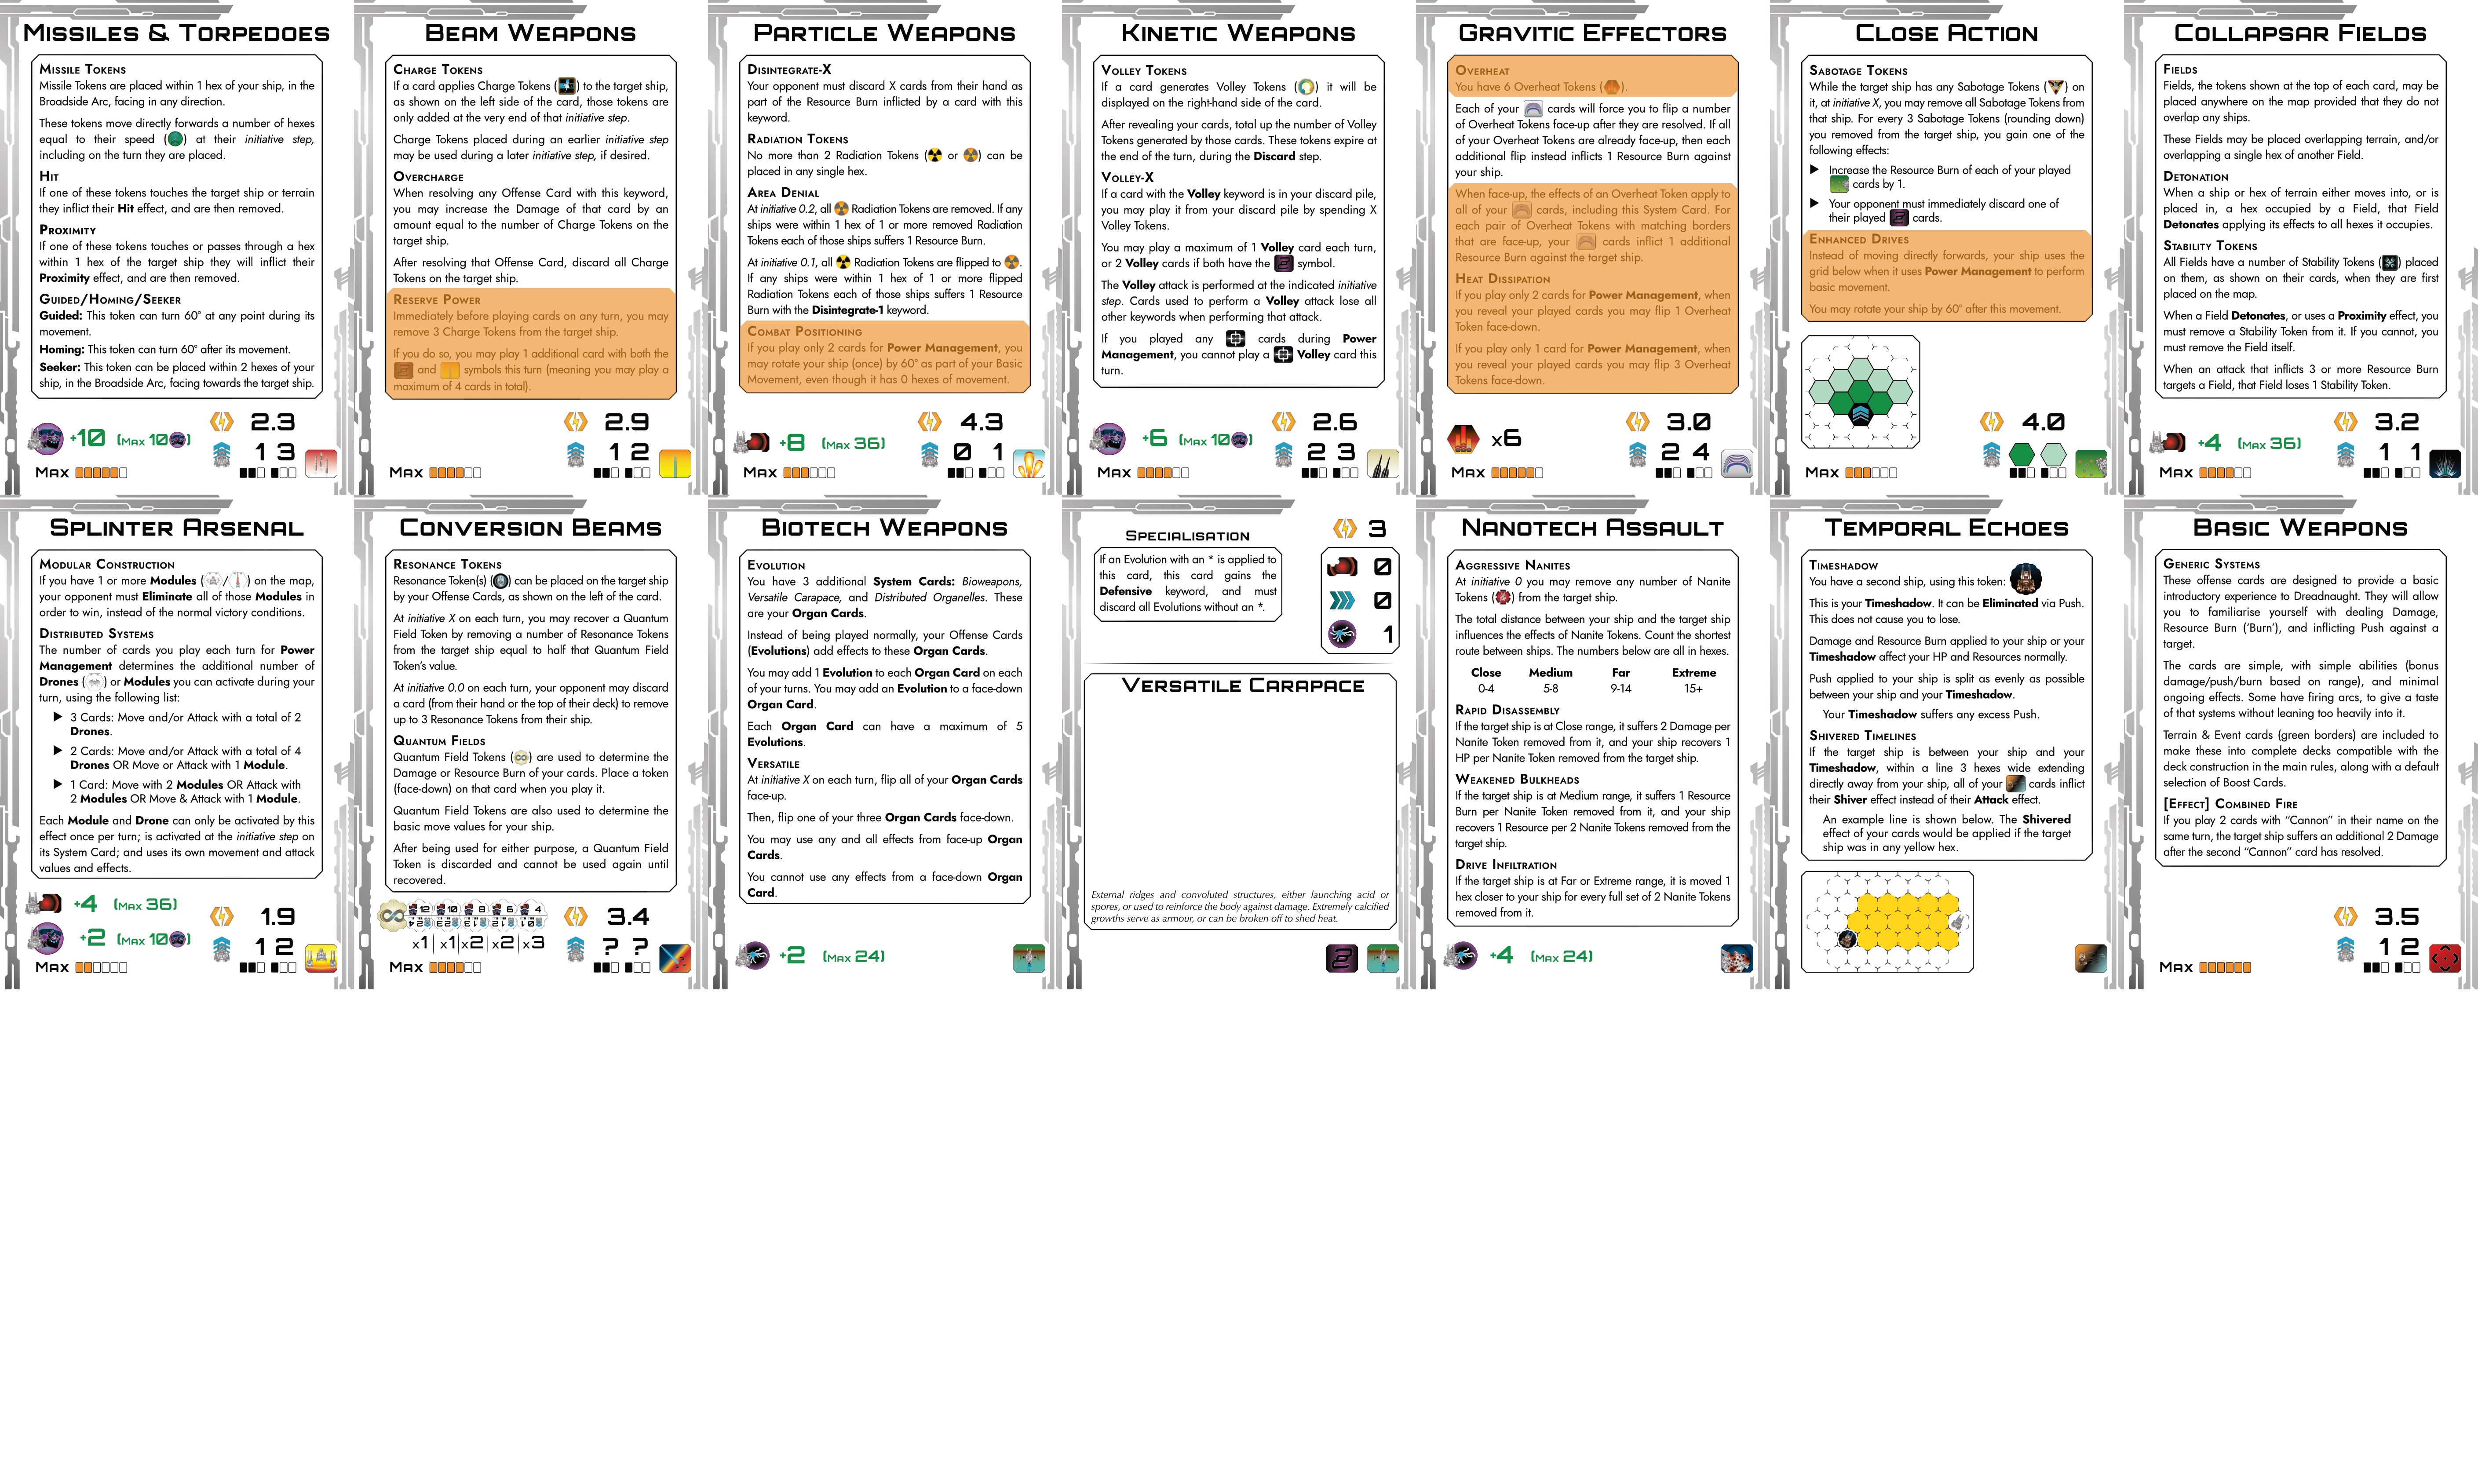 Missiles & Torpedoes
Missile Tokens
Missile Tokens are placed within 1 hex of your ship, in the
Broadside Arc, facing in any direction.
These tokens move directly forwards a number of hexes
equal to their speed ( ) at their initiative step,
including on the turn they are placed.
Hit
If one of these tokens touches the target ship or terrain
they inflict their Hit effect, and are then removed.
Proximity
If one of these tokens touches or passes through a hex
within 1 hex of the target ship they will inflict their
Proximity effect, and are then removed.
Guided/Homing/Seeker
Guided: This token can turn 60° at any point during its
movement.
Homing: This token can turn 60° after its movement.
Seeker: This token can be placed within 2 hexes of your
ship, in the Broadside Arc, facing towards the target ship.
+10 (Max 10 )
2.3
1 3
Max
Beam Weapons
Charge Tokens
If a card applies Charge Tokens ( ) to the target ship,
as shown on the left side of the card, those tokens are
only added at the very end of that initiative step.
Charge Tokens placed during an earlier initiative step
may be used during a later initiative step, if desired.
Overcharge
When resolving any Offense Card with this keyword,
you may increase the Damage of that card by an
amount equal to the number of Charge Tokens on the
target ship.
After resolving that Offense Card, discard all Charge
Tokens on the target ship.
Reserve Power
Immediately before playing cards on any turn, you may
remove 3 Charge Tokens from the target ship.
If you do so, you may play 1 additional card with both the
and symbols this turn (meaning you may play a
maximum of 4 cards in total).
2.9
1 2
Max
Particle Weapons
Disintegrate-X
Your opponent must discard X cards from their hand as
part of the Resource Burn inflicted by a card with this
keyword.
Radiation Tokens
No more than 2 Radiation Tokens ( or ) can be
placed in any single hex.
Area Denial
At initiative 0.2, all Radiation Tokens are removed. If any
ships were within 1 hex of 1 or more removed Radiation
Tokens each of those ships suffers 1 Resource Burn.
At initiative 0.1, all Radiation Tokens are flipped to .
If any ships were within 1 hex of 1 or more flipped
Radiation Tokens each of those ships suffers 1 Resource
Burn with the Disintegrate-1 keyword.
Combat Positioning
If you play only 2 cards for Power Management, you
may rotate your ship (once) by 60° as part of your Basic
Movement, even though it has 0 hexes of movement.
+8 (Max 36)
4.3
0 1
Max
Kinetic Weapons
Volley Tokens
If a card generates Volley Tokens ( ) it will be
displayed on the right-hand side of the card.
After revealing your cards, total up the number of Volley
Tokens generated by those cards. These tokens expire at
the end of the turn, during the Discard step.
Volley-X
If a card with the Volley keyword is in your discard pile,
you may play it from your discard pile by spending X
Volley Tokens.
You may play a maximum of 1 Volley card each turn,
or 2 Volley cards if both have the symbol.
The Volley attack is performed at the indicated initiative
step. Cards used to perform a Volley attack lose all
other keywords when performing that attack.
If you played any cards during Power
Management, you cannot play a Volley card this
turn.
+6 (Max 10 )
2.6
2 3
Max
Gravitic Effectors
Overheat
You have 6 Overheat Tokens ( ).
Each of your cards will force you to flip a number
of Overheat Tokens face-up after they are resolved. If all
of your Overheat Tokens are already face-up, then each
additional flip instead inflicts 1 Resource Burn against
your ship.
When face-up, the effects of an Overheat Token apply to
all of your cards, including this System Card. For
each pair of Overheat Tokens with matching borders
that are face-up, your cards inflict 1 additional
Resource Burn against the target ship.
Heat Dissipation
If you play only 2 cards for Power Management, when
you reveal your played cards you may flip 1 Overheat
Token face-down.
If you play only 1 card for Power Management, when
you reveal your played cards you may flip 3 Overheat
Tokens face-down.
x6
3.0
2 4
Max
Close Action
Sabotage Tokens
While the target ship has any Sabotage Tokens ( ) on
it, at initiative X, you may remove all Sabotage Tokens from
that ship. For every 3 Sabotage Tokens (rounding down)
you removed from the target ship, you gain one of the
following effects:
Increase the Resource Burn of each of your played
cards by 1.
Your opponent must immediately discard one of
their played cards.
Enhanced Drives
Instead of moving directly forwards, your ship uses the
grid below when it uses Power Management to perform
basic movement.
You may rotate your ship by 60° after this movement.
4.0
Max
Collapsar Fields
Fields
Fields, the tokens shown at the top of each card, may be
placed anywhere on the map provided that they do not
overlap any ships.
These Fields may be placed overlapping terrain, and/or
overlapping a single hex of another Field.
Detonation
When a ship or hex of terrain either moves into, or is
placed in, a hex occupied by a Field, that Field
Detonates applying its effects to all hexes it occupies.
Stability Tokens
All Fields have a number of Stability Tokens ( ) placed
on them, as shown on their cards, when they are first
placed on the map.
When a Field Detonates, or uses a Proximity effect, you
must remove a Stability Token from it. If you cannot, you
must remove the Field itself.
When an attack that inflicts 3 or more Resource Burn
targets a Field, that Field loses 1 Stability Token.
+4 (Max 36)
3.2
1 1
Max
Splinter Arsenal
Modular Construction
If you have 1 or more Modules ( / ) on the map,
your opponent must Eliminate all of those Modules in
order to win, instead of the normal victory conditions.
Distributed Systems
The number of cards you play each turn for Power
Management determines the additional number of
Drones ( ) or Modules you can activate during your
turn, using the following list:
3 Cards: Move and/or Attack with a total of 2
Drones.
2 Cards: Move and/or Attack with a total of 4
Drones OR Move or Attack with 1 Module.
1 Card: Move with 2 Modules OR Attack with
2 Modules OR Move & Attack with 1 Module.
Each Module and Drone can only be activated by this
effect once per turn; is activated at the initiative step on
its System Card; and uses its own movement and attack
values and effects.
+4 (Max 36)
+2 (Max 10 )
1.9
1 2
Max
Conversion Beams
Resonance Tokens
Resonance Token(s) ( ) can be placed on the target ship
by your Offense Cards, as shown on the left of the card.
At initiative X on each turn, you may recover a Quantum
Field Token by removing a number of Resonance Tokens
from the target ship equal to half that Quantum Field
Token's value.
At initiative 0.0 on each turn, your opponent may discard
a card (from their hand or the top of their deck) to remove
up to 3 Resonance Tokens from their ship.
Quantum Fields
Quantum Field Tokens ( ) are used to determine the
Damage or Resource Burn of your cards. Place a token
(face-down) on that card when you play it.
Quantum Field Tokens are also used to determine the
basic move values for your ship.
After being used for either purpose, a Quantum Field
Token is discarded and cannot be used again until
recovered.
12 10 8 6 4
x1 x1 x2 x2 x3
3.4
? ?
Max
Biotech Weapons
Evolution
You have 3 additional System Cards: Bioweapons,
Versatile Carapace, and Distributed Organelles. These
are your Organ Cards.
Instead of being played normally, your Offense Cards
(Evolutions) add effects to these Organ Cards.
You may add 1 Evolution to each Organ Card on each
of your turns. You may add an Evolution to a face-down
Organ Card.
Each Organ Card can have a maximum of 5
Evolutions.
Versatile
At initiative X on each turn, flip all of your Organ Cards
face-up.
Then, flip one of your three Organ Cards face-down.
You may use any and all effects from face-up Organ
Cards.
You cannot use any effects from a face-down Organ
Card.
+2 (Max 24)
Specialisation
If an Evolution with an * is applied to
this card, this card gains the
Defensive keyword, and must
discard all Evolutions without an *.
3
0
0
1
Versatile Carapace
External ridges and convoluted structures, either launching acid or
spores, or used to reinforce the body against damage. Extremely calcified
growths serve as armour, or can be broken off to shed heat.
Nanotech Assault
Aggressive Nanites
At initiative 0 you may remove any number of Nanite
Tokens ( ) from the target ship.
The total distance between your ship and the target ship
influences the effects of Nanite Tokens. Count the shortest
route between ships. The numbers below are all in hexes.
Close Medium Far Extreme
0-4 5-8 9-14 15+
Rapid Disassembly
If the target ship is at Close range, it suffers 2 Damage per
Nanite Token removed from it, and your ship recovers 1
HP per Nanite Token removed from the target ship.
Weakened Bulkheads
If the target ship is at Medium range, it suffers 1 Resource
Burn per Nanite Token removed from it, and your ship
recovers 1 Resource per 2 Nanite Tokens removed from the
target ship.
Drive Infiltration
If the target ship is at Far or Extreme range, it is moved 1
hex closer to your ship for every full set of 2 Nanite Tokens
removed from it.
+4 (Max 24)
Temporal Echoes
Timeshadow
You have a second ship, using this token:
This is your Timeshadow. It can be Eliminated via Push.
This does not cause you to lose.
Damage and Resource Burn applied to your ship or your
Timeshadow affect your HP and Resources normally.
Push applied to your ship is split as evenly as possible
between your ship and your Timeshadow.
Your Timeshadow suffers any excess Push.
Shivered Timelines
If the target ship is between your ship and your
Timeshadow, within a line 3 hexes wide extending
directly away from your ship, all of your cards inflict
their Shiver effect instead of their Attack effect.
An example line is shown below. The Shivered
effect of your cards would be applied if the target
ship was in any yellow hex.
Basic Weapons
Generic Systems
These offense cards are designed to provide a basic
introductory experience to Dreadnaught. They will allow
you to familiarise yourself with dealing Damage,
Resource Burn ('Burn'), and inflicting Push against a
target.
The cards are simple, with simple abilities (bonus
damage/push/burn based on range), and minimal
ongoing effects. Some have firing arcs, to give a taste
of that systems without leaning too heavily into it.
Terrain & Event cards (green borders) are included to
make these into complete decks compatible with the
deck construction in the main rules, along with a default
selection of Boost Cards.
[Effect] Combined Fire
If you play 2 cards with “Cannon” in their name on the
same turn, the target ship suffers an additional 2 Damage
after the second “Cannon” card has resolved.
3.5
1 2
Max